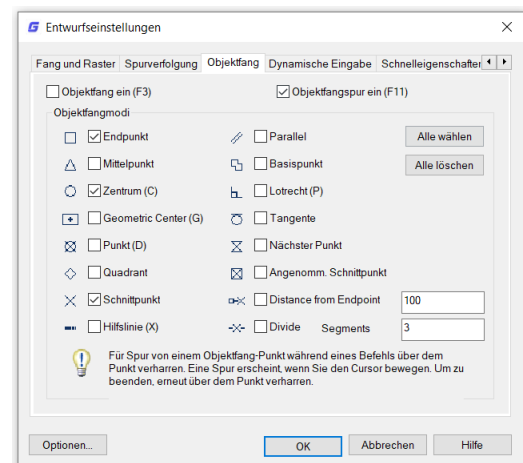 Entwurfseinstellungen
Fang und Raster Spurverfolgung Objektfang Dynamische Eingabe Schnelleigenschaften
Objektfang ein (F3) Objektfangspur ein (F11)
Objektfangmodi
Endpunkt Parallel Alle wählen
Mittelpunkt Basispunkt Alle löschen
Zentrum (C) Lotrecht (P)
Geometric Center (G) Tangente
Punkt (D) Nächster Punkt
Quadrant Angenomm. Schnittpunkt
Schnittpunkt Distance from Endpoint 100
Hilfslinie (X) Divide Segments 3
Für Spur von einem Objektfang-Punkt während eines Befehls über dem
Punkt verharren. Eine Spur erscheint, wenn Sie den Cursor bewegen. Um zu
beenden, erneut über dem Punkt verharren.
Optionen... OK Abbrechen Hilfe